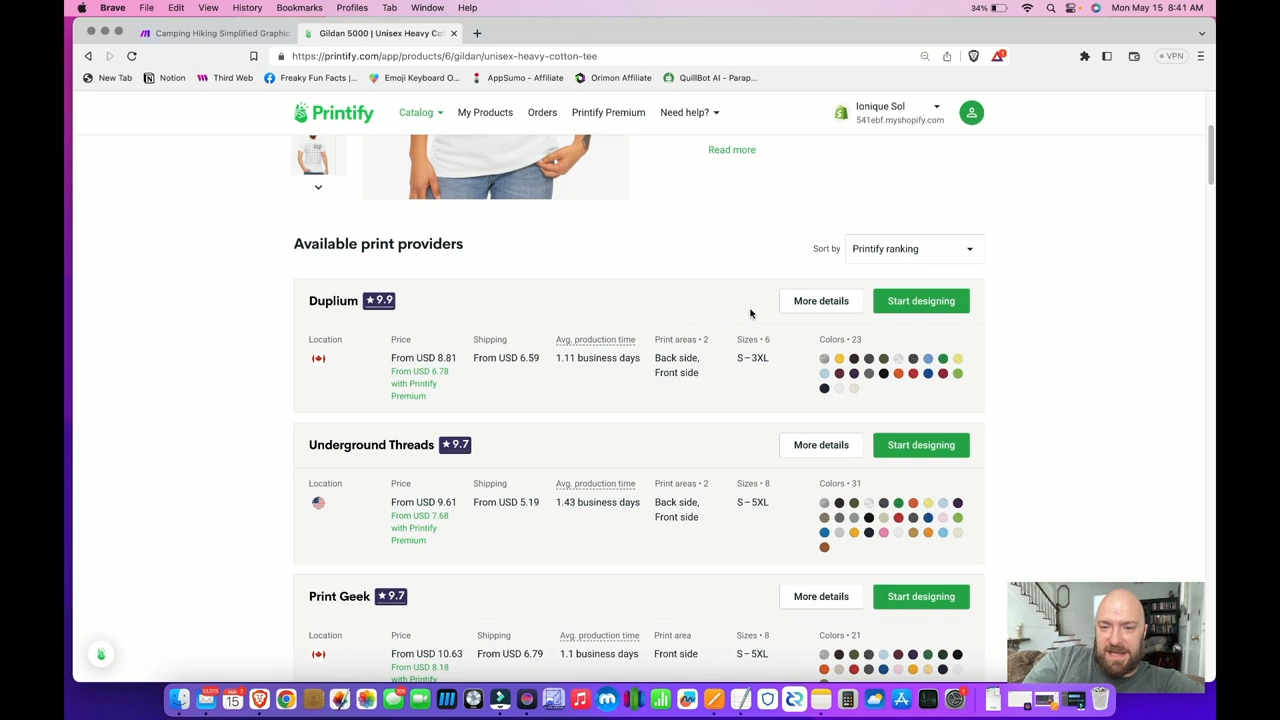 Brave File Edit View History Bookmarks Profiles Tab Window Help 34% Mon May 15 8:41 AM
Camping Hiking Simplified Graphic Gildan 5000 | Unisex Heavy Co
https://printify.com/app/products/6/gildan/unisex-heavy-cotton-tee VPN
New Tab Notion Third Web Freaky Fun Facts |... Emoji Keyboard O... AppSumo - Affiliate Orimon Affiliate QuillBot AI - Parap...
Printify Catalog My Products Orders Printify Premium Need help? Ionique Sol
541ebf.myshopify.com
Read more
Available print providers Sort by Printify ranking
Duplium 9.9 More details Start designing
Location Price Shipping Avg. production time Print areas • 2 Sizes • 6 Colors • 23
From USD 8.81 From USD 6.59 1.11 business days Back side, S–3XL
From USD 6.78 Front side
with Printify
Premium
Underground Threads 9.7 More details Start designing
Location Price Shipping Avg. production time Print areas • 2 Sizes • 8 Colors • 31
From USD 9.61 From USD 5.19 1.43 business days Back side, S–5XL
From USD 7.68 Front side
with Printify
Premium
Print Geek 9.7 More details Start designing
Location Price Shipping Avg. production time Print area Sizes • 8 Colors • 21
From USD 10.63 From USD 6.79 1.1 business days Front side S–5XL
From USD 8.18
with Printify